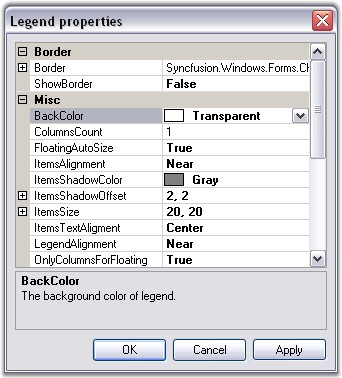 Legend properties
Border
Border Syncfusion.Windows.Forms.Ch
ShowBorder False
Misc
BackColor Transparent
ColumnsCount 1
FloatingAutoSize True
ItemsAlignment Near
ItemsShadowColor Gray
ItemsShadowOffset 2, 2
ItemsSize 20, 20
ItemsTextAligment Center
LegendAlignment Near
OnlyColumnsForFloating True
BackColor
The background color of legend.
OK Cancel Apply